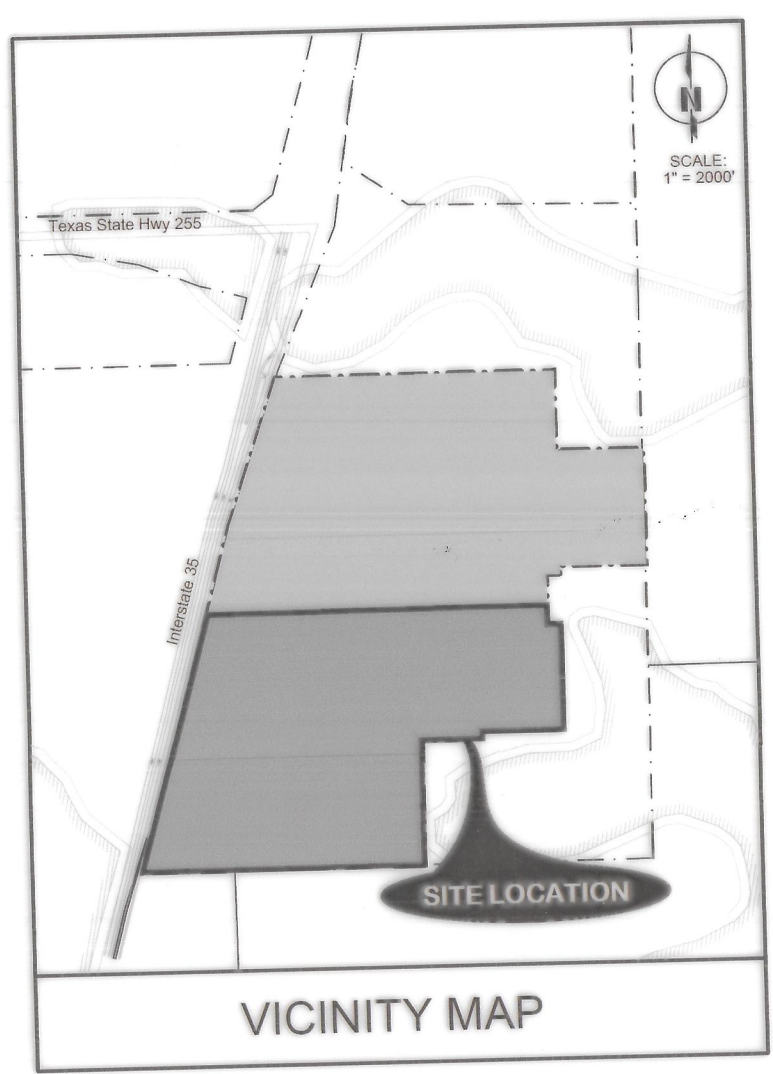 N
SCALE:
1" = 2000'
Texas State Hwy 255
Interstate 35
SITE LOCATION
VICINITY MAP